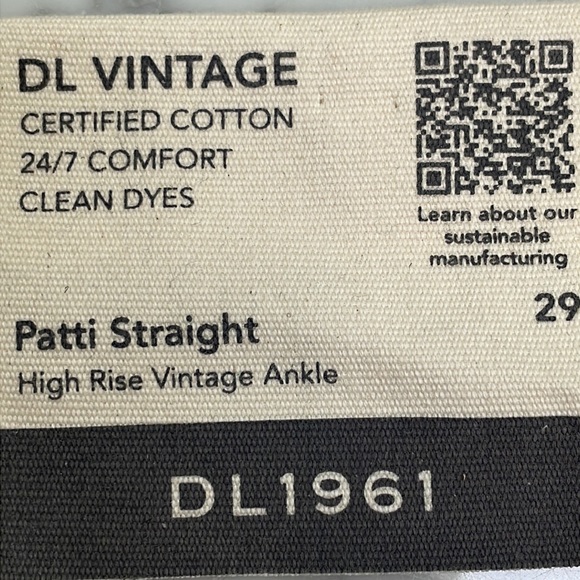 DL VINTAGE
CERTIFIED COTTON
24/7 COMFORT
CLEAN DYES
Learn about our
sustainable
manufacturing
29
Patti Straight
High Rise Vintage Ankle
DL1961